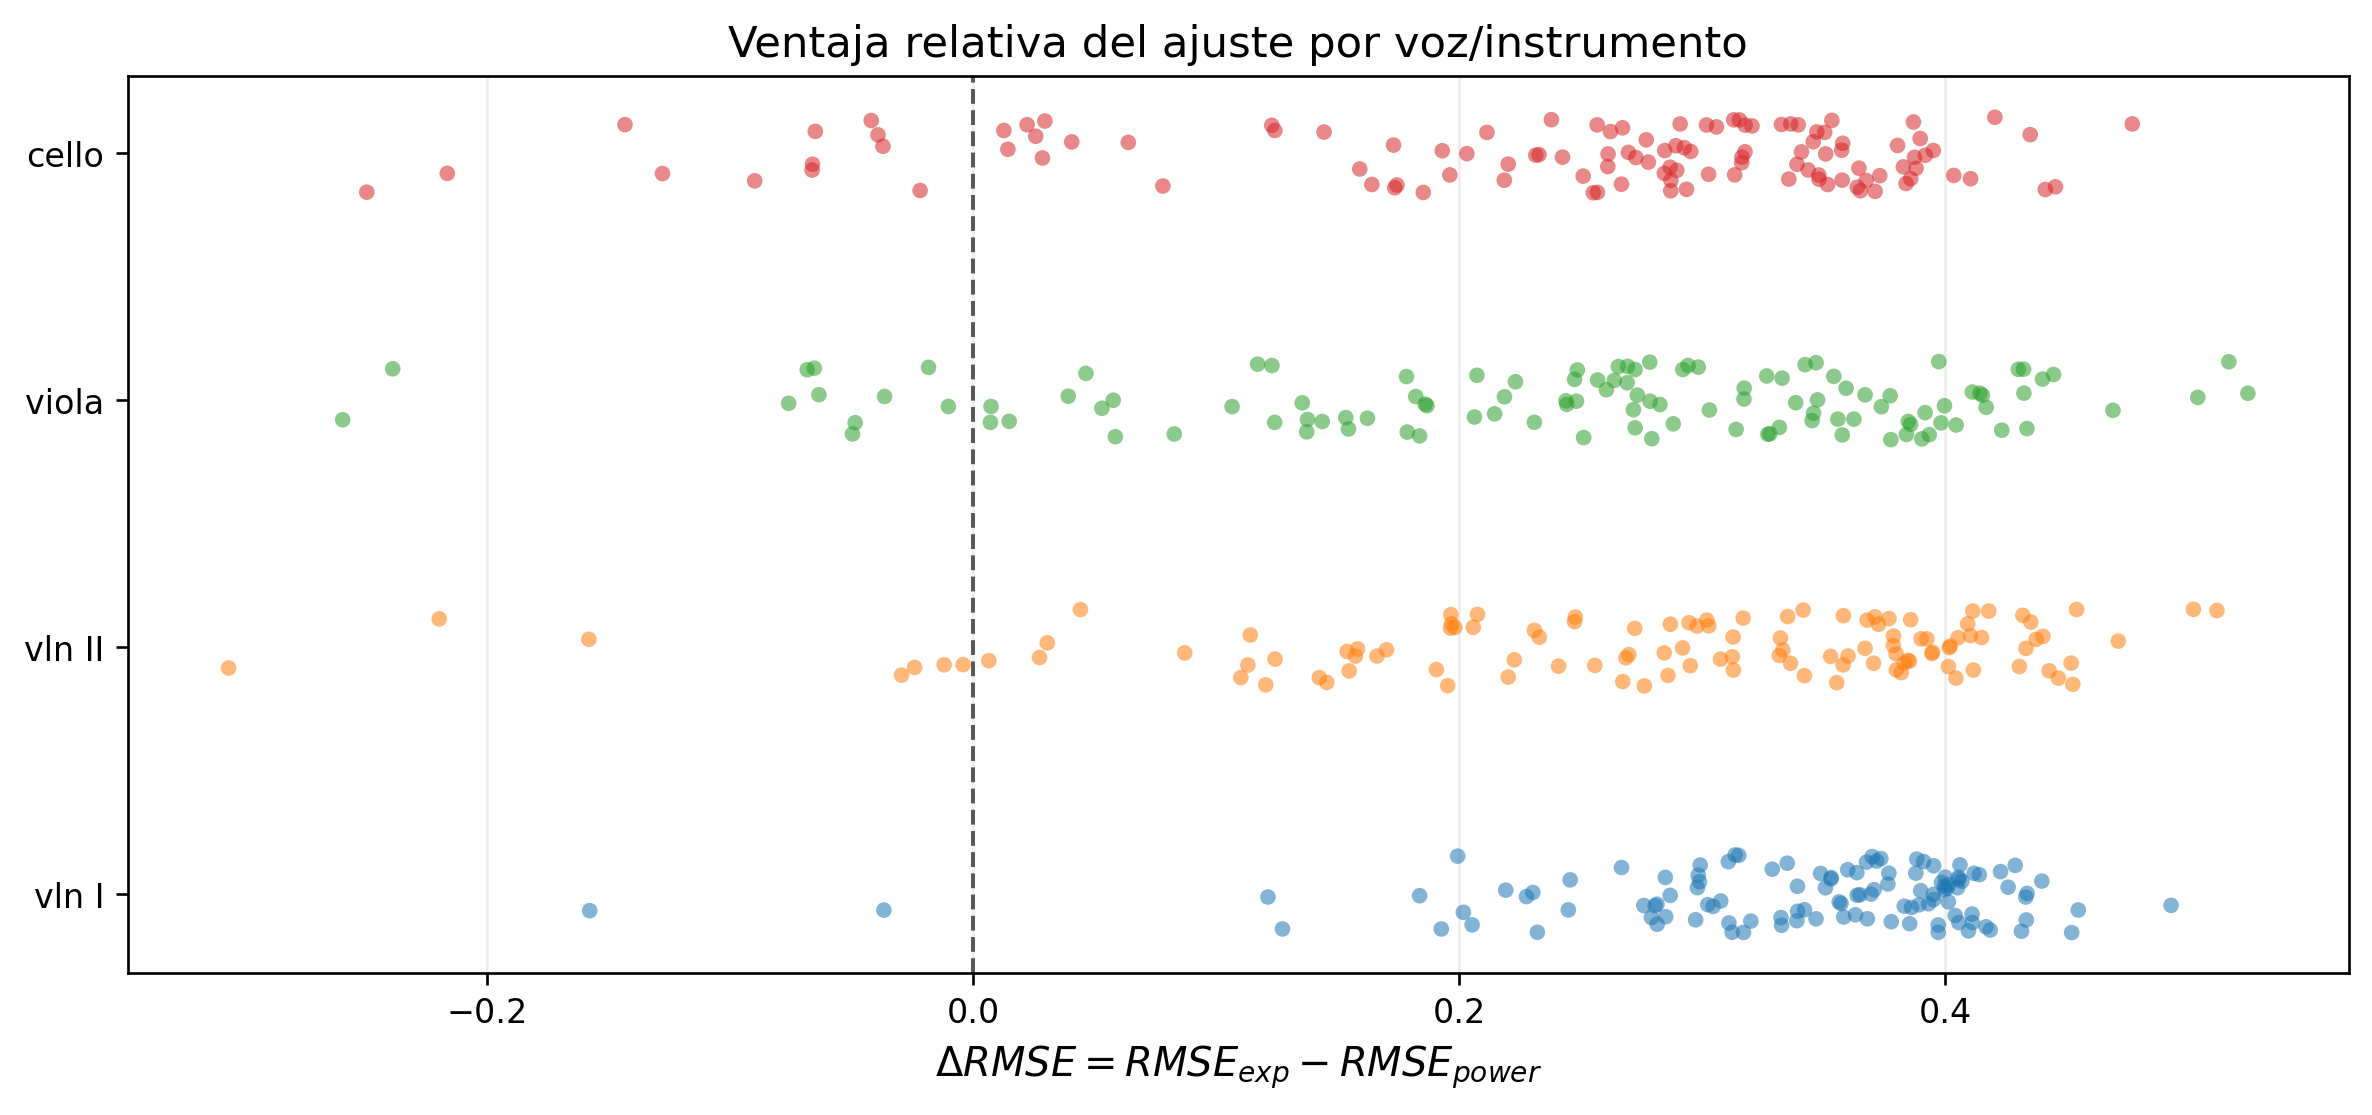 Ventaja relativa del ajuste por voz/instrumento
cello
viola
vln II
vln I
−0.2 0.0 0.2 0.4
ΔRMSE = RMSE_exp − RMSE_power